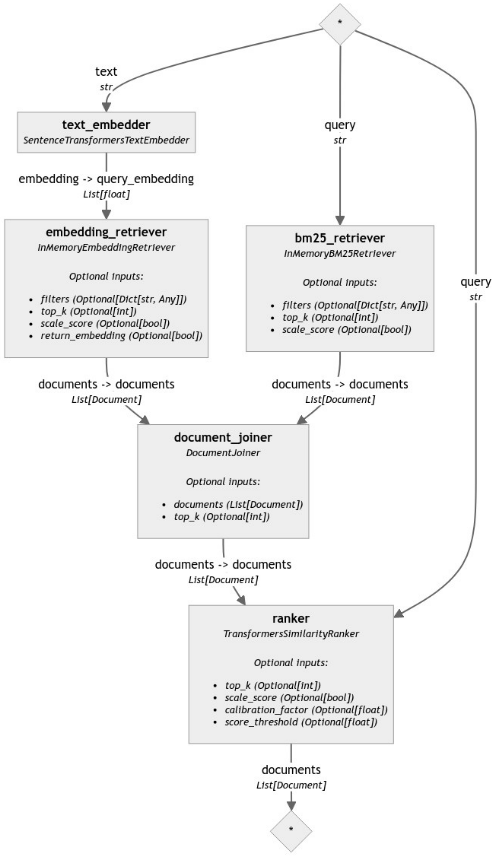 *
text
str
query
str
text_embedder
SentenceTransformersTextEmbedder
embedding -> query_embedding
List[float]
embedding_retriever
InMemoryEmbeddingRetriever
Optional Inputs:
• filters (Optional[Dict[str, Any]])
• top_k (Optional[int])
• scale_score (Optional[bool])
• return_embedding (Optional[bool])
bm25_retriever
InMemoryBM25Retriever
Optional Inputs:
• filters (Optional[Dict[str, Any]])
• top_k (Optional[int])
• scale_score (Optional[bool])
query
str
documents -> documents
List[Document]
documents -> documents
List[Document]
document_joiner
DocumentJoiner
Optional Inputs:
• documents (List[Document])
• top_k (Optional[int])
documents -> documents
List[Document]
ranker
TransformersSimilarityRanker
Optional Inputs:
• top_k (Optional[int])
• scale_score (Optional[bool])
• calibration_factor (Optional[float])
• score_threshold (Optional[float])
documents
List[Document]
*